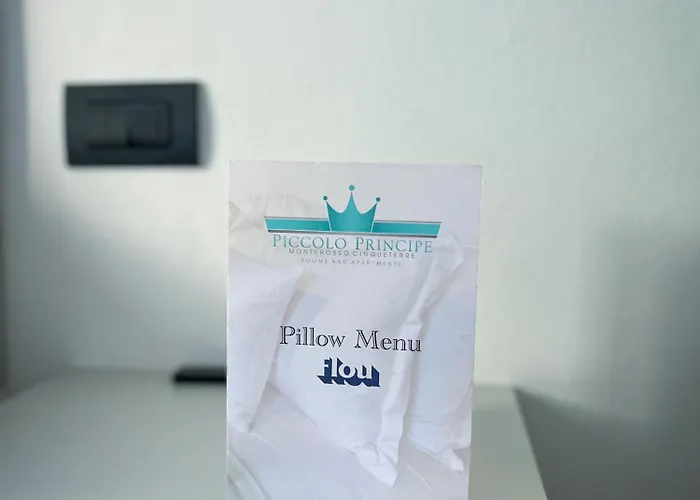 PICCOLO PRINCIPE
MONTEROSSO CINQUETERRE
ROOMS AND APARTMENTS
Pillow Menu
Flou